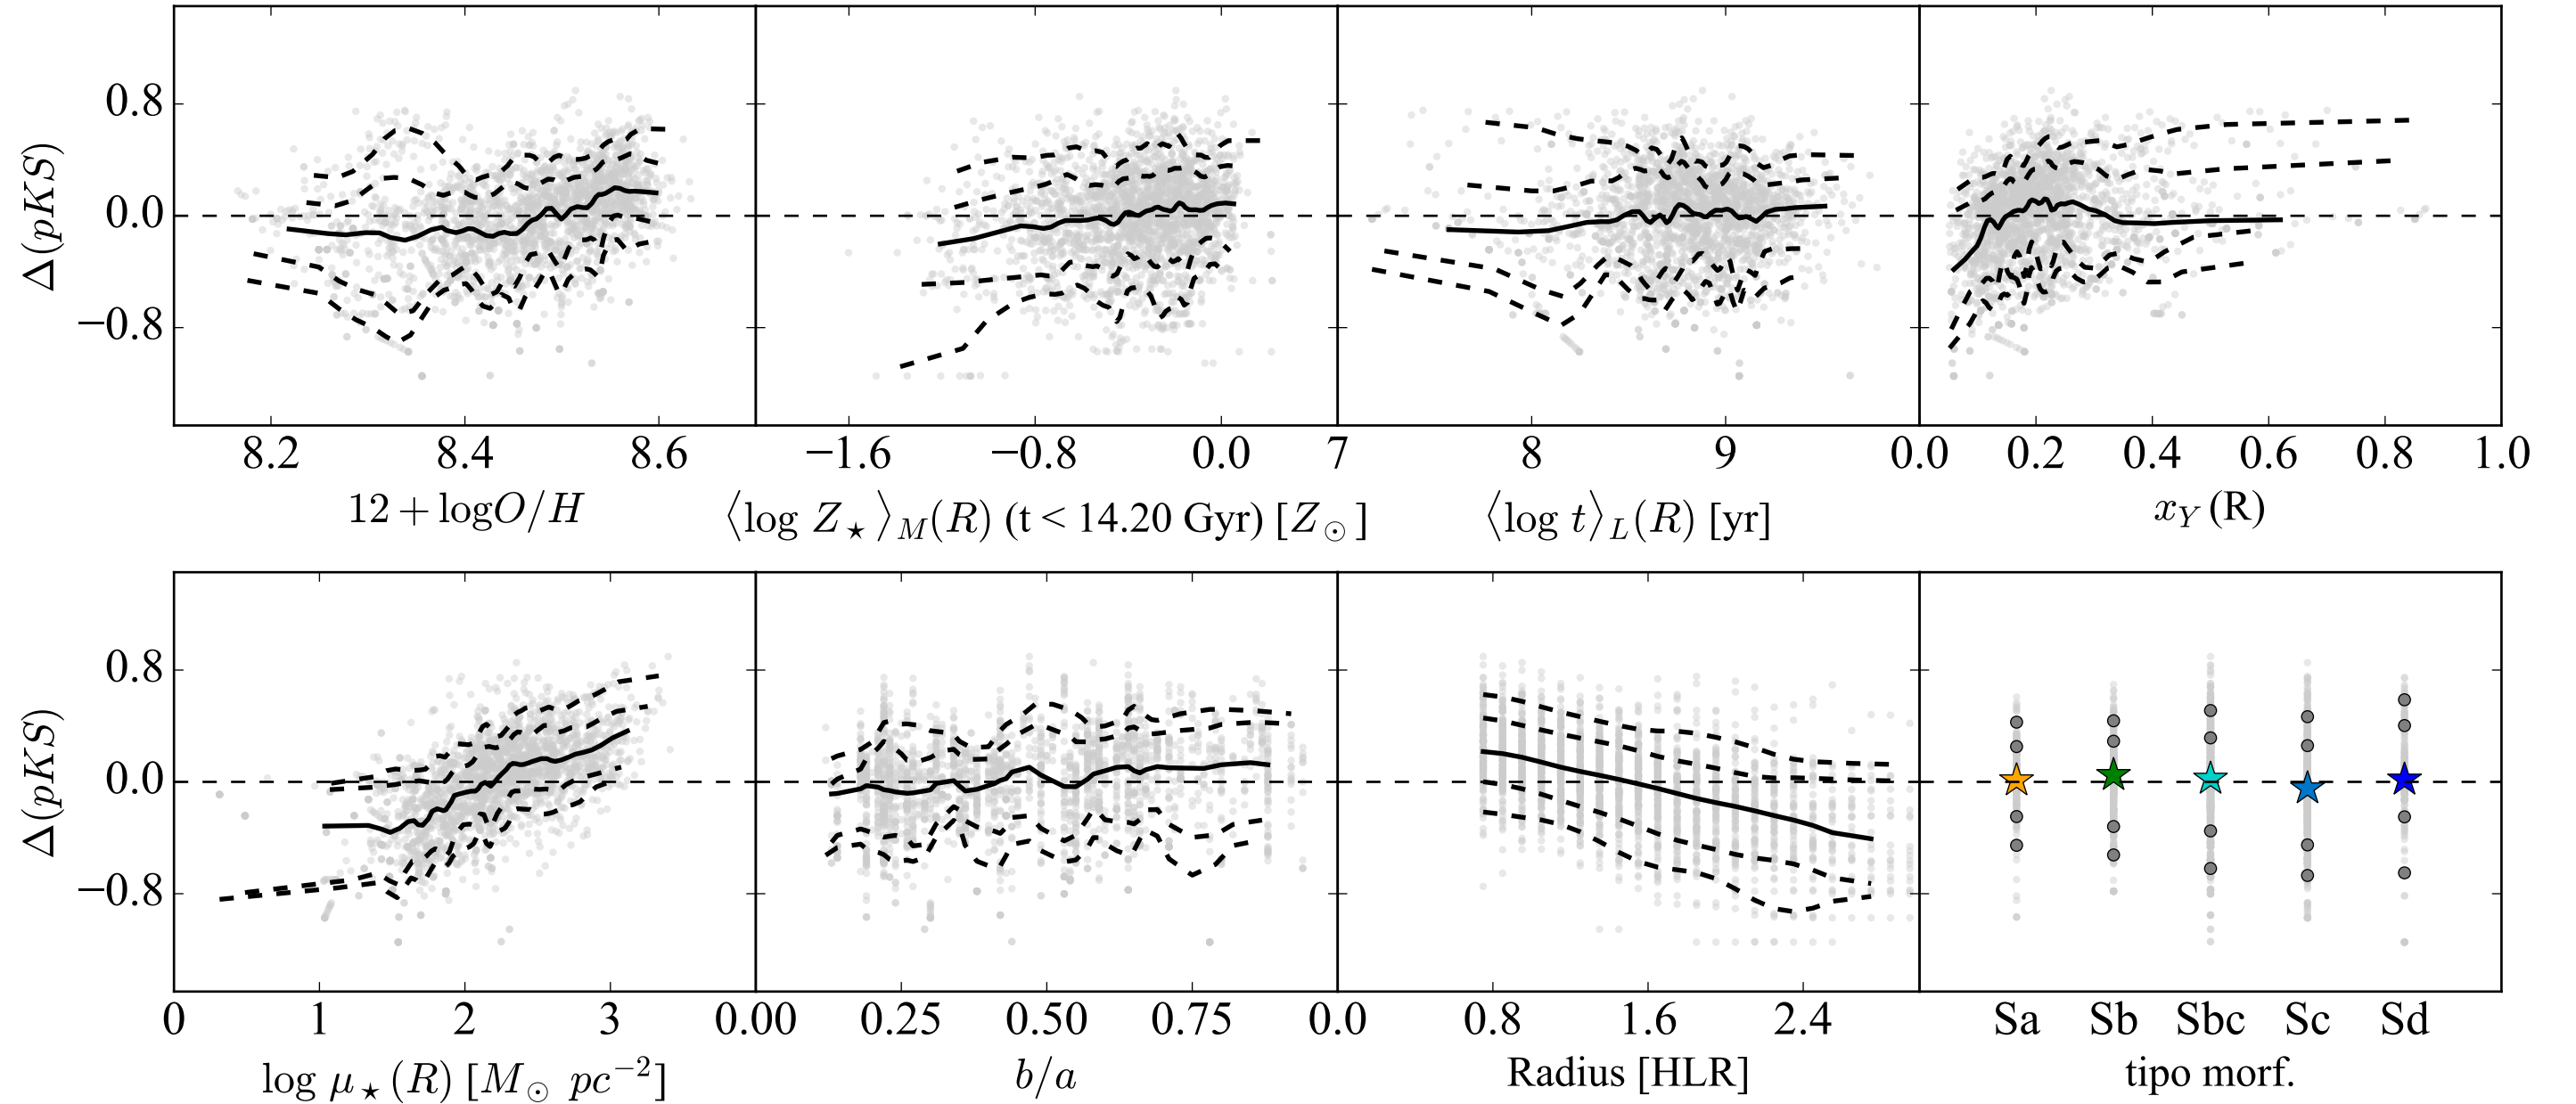 Δ(pKS)
0.8
0.0
−0.8
8.2 8.4 8.6
12 + logO/H
−1.6 −0.8 0.0
⟨log Z⋆⟩M(R) (t < 14.20 Gyr) [Z⊙]
7 8 9
⟨log t⟩L(R) [yr]
0.0 0.2 0.4 0.6 0.8 1.0
xY(R)
Δ(pKS)
0.8
0.0
−0.8
0 1 2 3
log μ⋆(R) [M⊙ pc−2]
0.00 0.25 0.50 0.75
b/a
0.0 0.8 1.6 2.4
Radius [HLR]
Sa Sb Sbc Sc Sd
tipo morf.